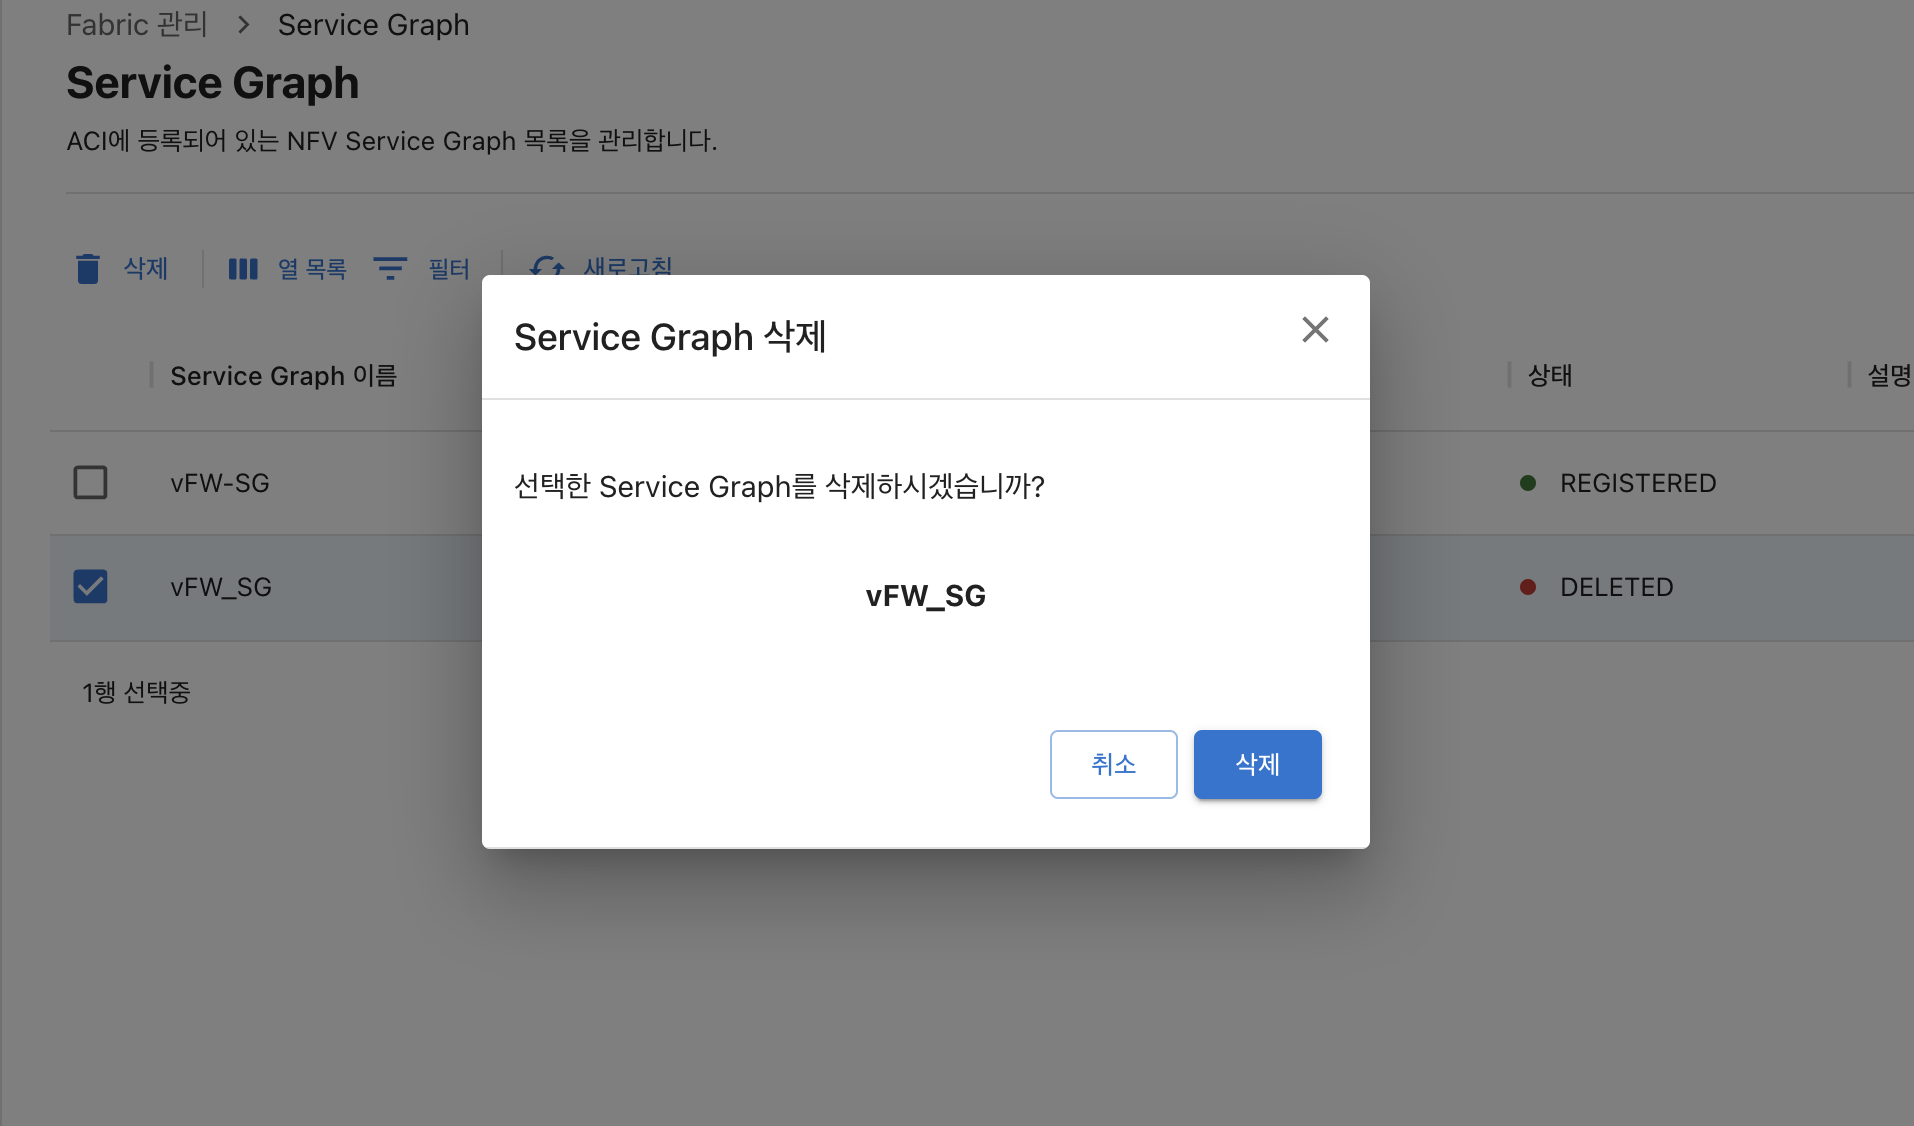 Fabric 관리 > Service Graph
Service Graph
ACI에 등록되어 있는 NFV Service Graph 목록을 관리합니다.
삭제 열 목록 필터 새로고침
Service Graph 이름 상태 설명
vFW-SG REGISTERED
vFW_SG DELETED
1행 선택중
Service Graph 삭제
선택한 Service Graph를 삭제하시겠습니까?
vFW_SG
취소 삭제